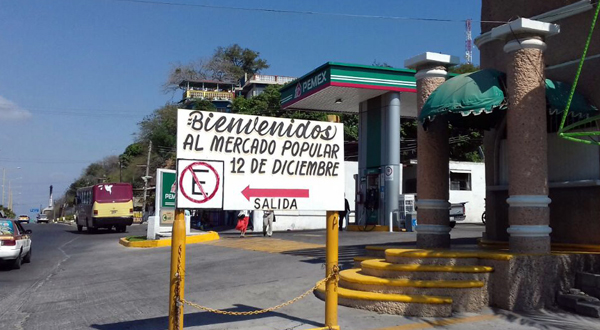 PEMEX
Bienvenidos
AL MERCADO POPULAR
12 DE DICIEMBRE
E
SALIDA